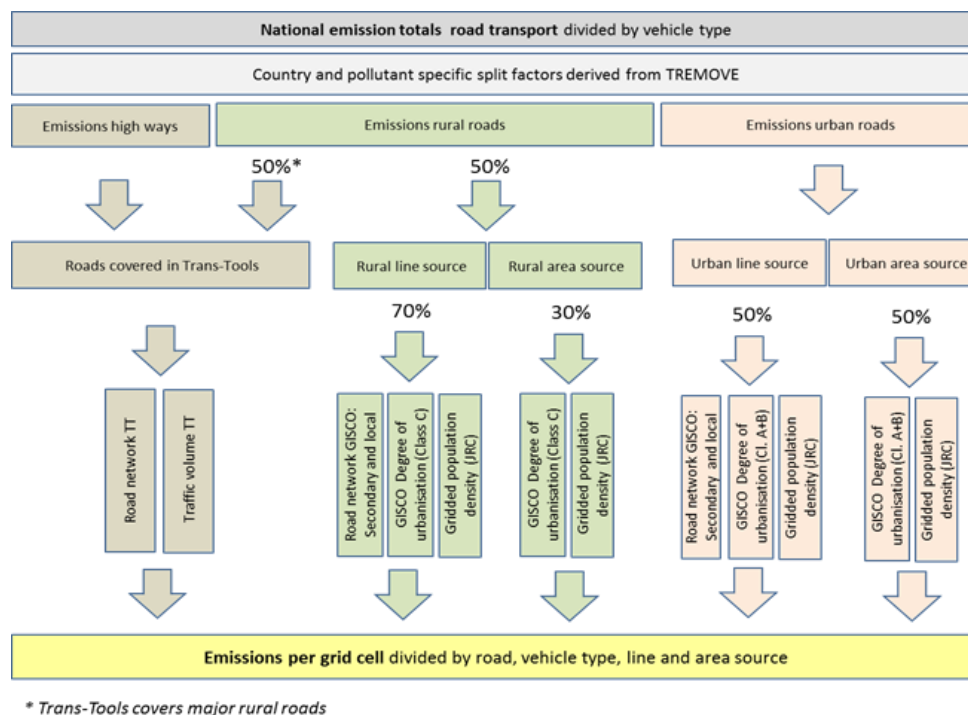 National emission totals road transport divided by vehicle type
Country and pollutant specific split factors derived from TREMOVE
Emissions high ways
Emissions rural roads
Emissions urban roads
50%*
50%
Roads covered in Trans-Tools
Rural line source
Rural area source
Urban line source
Urban area source
70%
30%
50%
50%
Road network TT
Traffic volume TT
Road network GISCO:
Secondary and local
GISCO Degree of
urbanisation (Class C)
Gridded population
density (JRC)
GISCO Degree of
urbanisation (Class C)
Gridded population
density (JRC)
Road network GISCO:
Secondary and local
GISCO Degree of
urbanisation (Cl. A+B)
Gridded population
density (JRC)
GISCO Degree of
urbanisation (Cl. A+B)
Gridded population
density (JRC)
Emissions per grid cell divided by road, vehicle type, line and area source
* Trans-Tools covers major rural roads